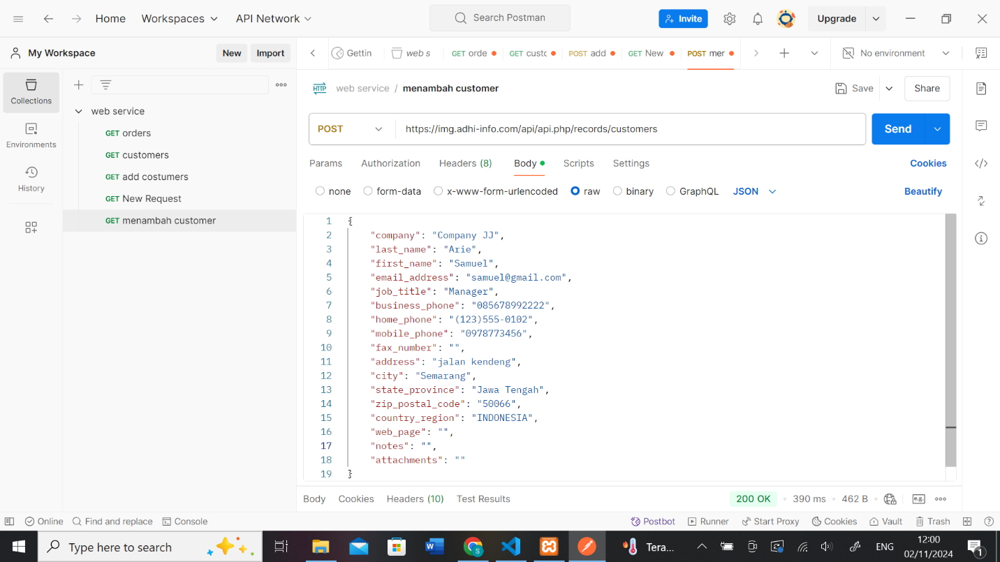 Home Workspaces API Network Search Postman Invite Upgrade
My Workspace New Import Gettin web s GET orde GET custo POST add GET New POST mer No environment
Collections
Environments
History
web service
GET orders
GET customers
GET add costumers
GET New Request
GET menambah customer
HTTP web service / menambah customer Save Share
POST https://img.adhi-info.com/api/api.php/records/customers Send
Params Authorization Headers (8) Body Scripts Settings Cookies
none form-data x-www-form-urlencoded raw binary GraphQL JSON Beautify
1 {
2 "company": "Company JJ",
3 "last_name": "Arie",
4 "first_name": "Samuel",
5 "email_address": "samuel@gmail.com",
6 "job_title": "Manager",
7 "business_phone": "085678992222",
8 "home_phone": "(123)555-0102",
9 "mobile_phone": "0978773456",
10 "fax_number": "",
11 "address": "jalan kendeng",
12 "city": "Semarang",
13 "state_province": "Jawa Tengah",
14 "zip_postal_code": "50066",
15 "country_region": "INDONESIA",
16 "web_page": "",
17 "notes": "",
18 "attachments": ""
19 }
Body Cookies Headers (10) Test Results 200 OK 390 ms 462 B e.g.
Online Find and replace Console Postbot Runner Start Proxy Cookies Vault Trash
Type here to search Tera... ENG 12:00
02/11/2024 1